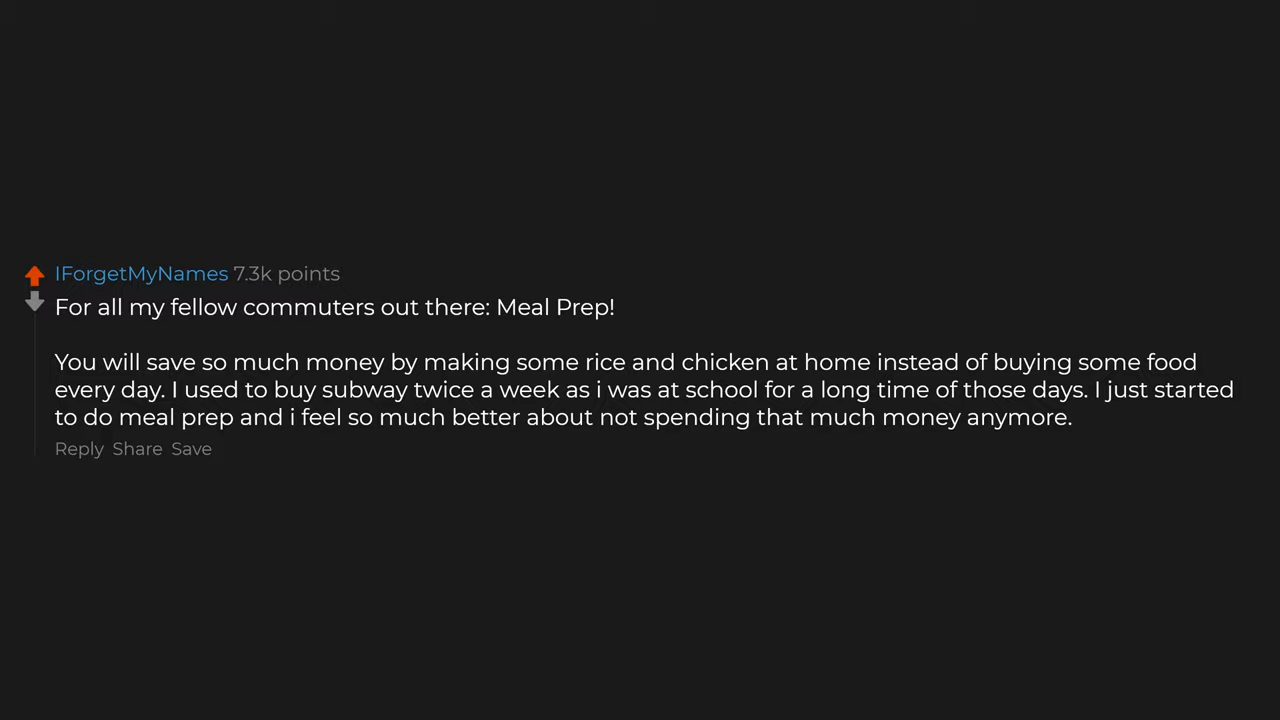 IForgetMyNames 7.3k points
For all my fellow commuters out there: Meal Prep!
You will save so much money by making some rice and chicken at home instead of buying some food
every day. I used to buy subway twice a week as i was at school for a long time of those days. I just started
to do meal prep and i feel so much better about not spending that much money anymore.
Reply Share Save